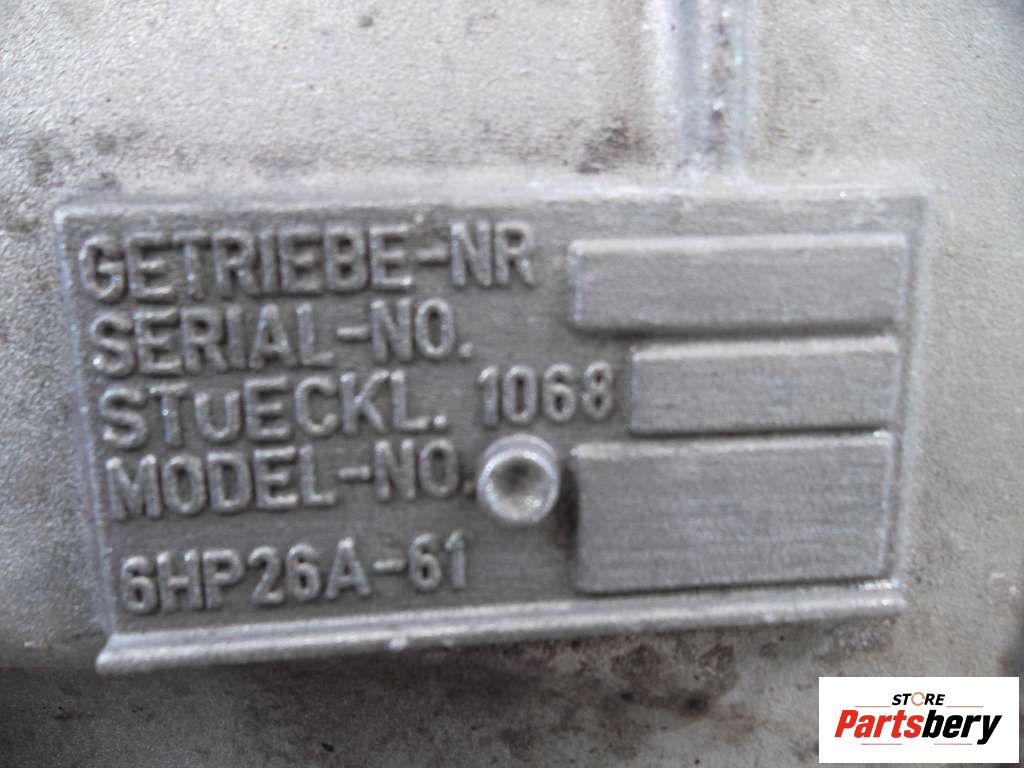 GETRIEBE-NR
SERIAL-NO.
STUECKL. 1068
MODEL-NO.
6HP26A-61
STORE
Partsbery